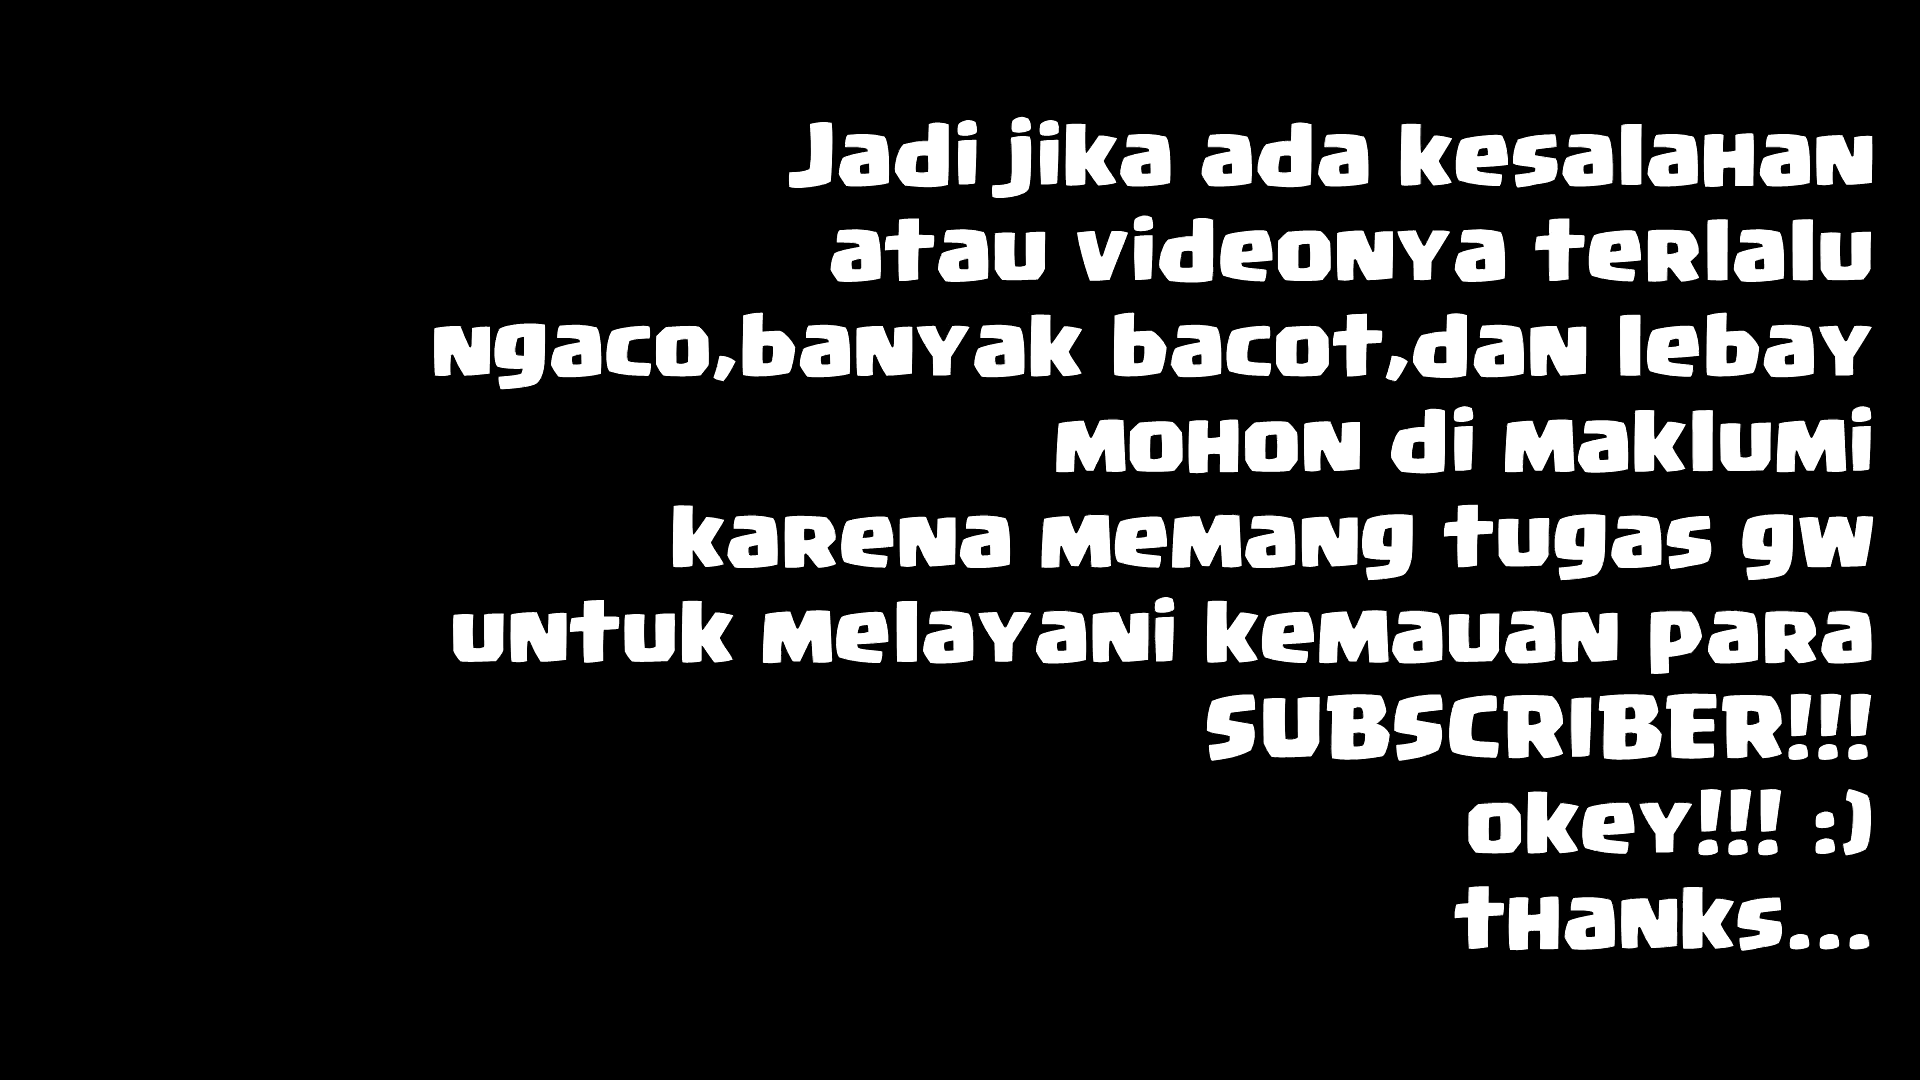 Jadi jika ada kesalahan
atau videonya terlalu
ngaco,banyak bacot,dan lebay
mohon di maklumi
karena memang tugas gw
untuk melayani kemauan para
SUBSCRIBER!!!
okey!!! :)
thanks...